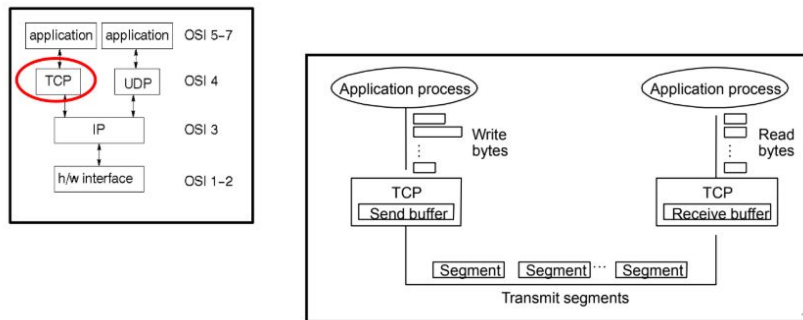 application application OSI 5-7
TCP UDP OSI 4
IP OSI 3
h/w interface OSI 1-2
Application process Application process
Write bytes
Read bytes
TCP TCP
Send buffer Receive buffer
Segment Segment ... Segment
Transmit segments